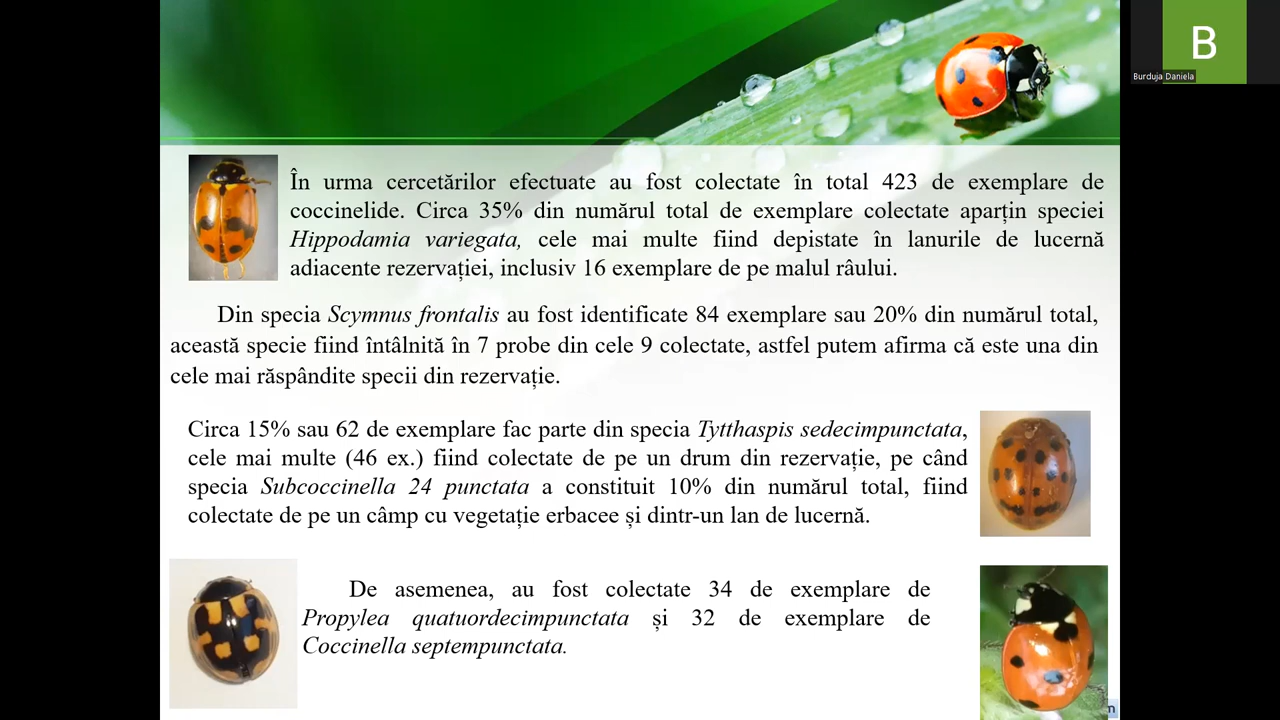 B
Burduja Daniela
În urma cercetărilor efectuate au fost colectate în total 423 de exemplare de
coccinelide. Circa 35% din numărul total de exemplare colectate aparțin speciei
Hippodamia variegata, cele mai multe fiind depistate în lanurile de lucernă
adiacente rezervației, inclusiv 16 exemplare de pe malul râului.
Din specia Scymnus frontalis au fost identificate 84 exemplare sau 20% din numărul total,
această specie fiind întâlnită în 7 probe din cele 9 colectate, astfel putem afirma că este una din
cele mai răspândite specii din rezervație.
Circa 15% sau 62 de exemplare fac parte din specia Tytthaspis sedecimpunctata,
cele mai multe (46 ex.) fiind colectate de pe un drum din rezervație, pe când
specia Subcoccinella 24 punctata a constituit 10% din numărul total, fiind
colectate de pe un câmp cu vegetație erbacee și dintr-un lan de lucernă.
De asemenea, au fost colectate 34 de exemplare de
Propylea quatuordecimpunctata și 32 de exemplare de
Coccinella septempunctata.